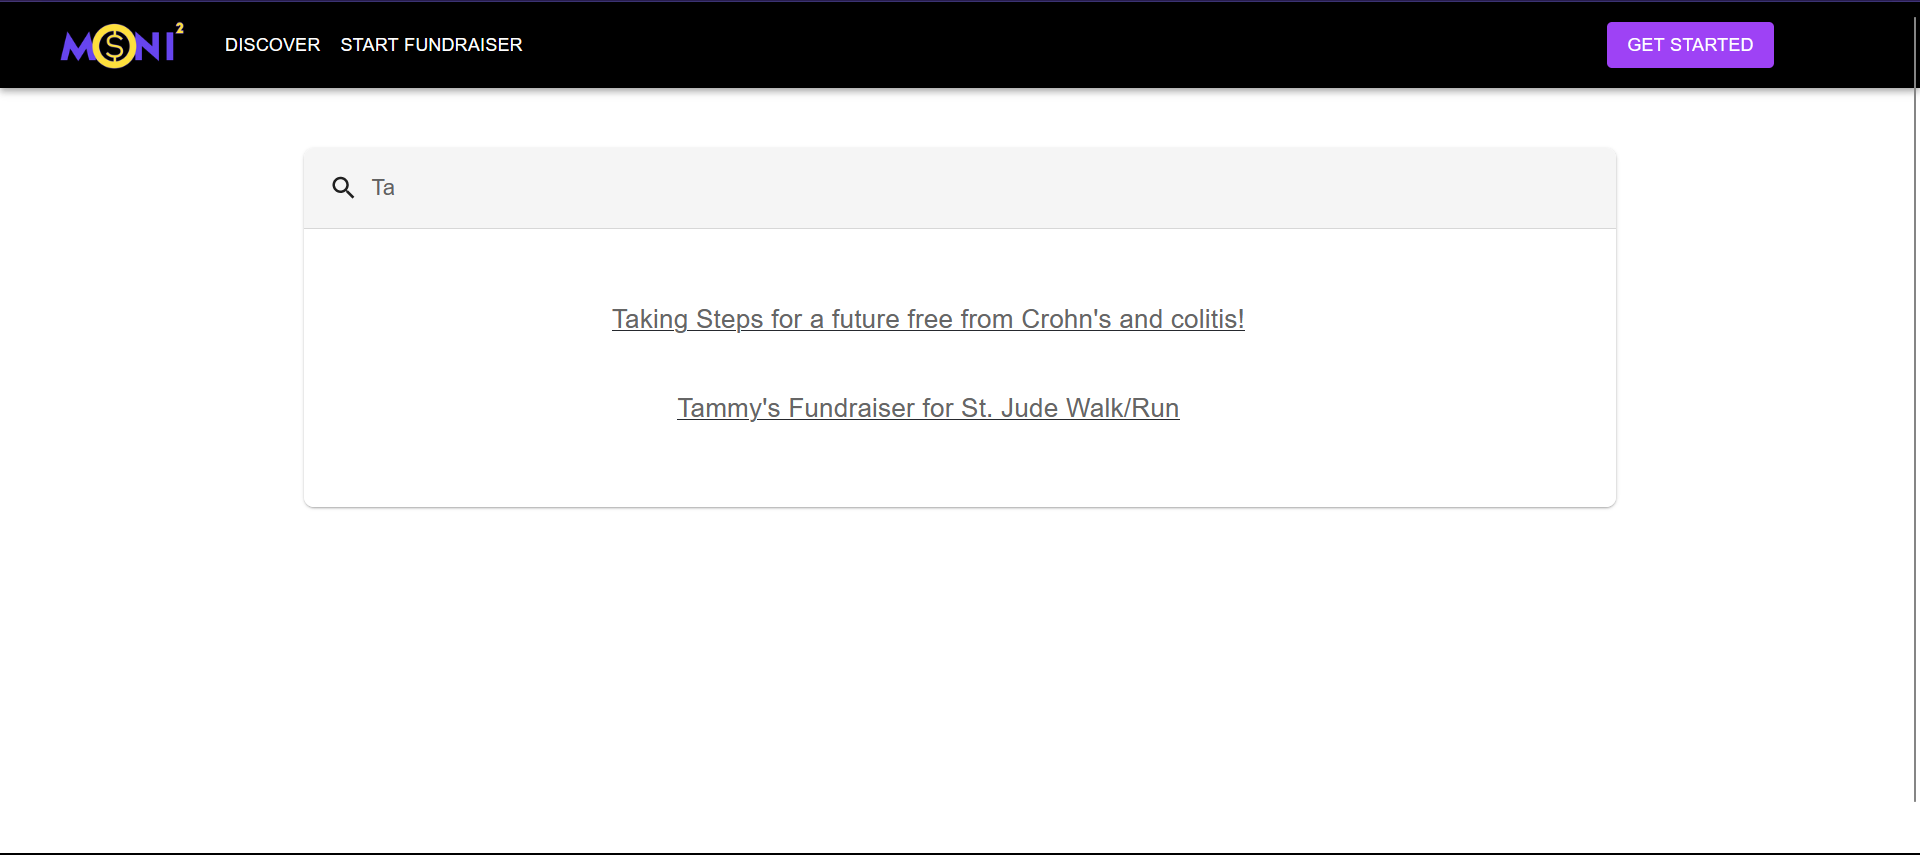 M$NI²
DISCOVER
START FUNDRAISER
GET STARTED
Ta
Taking Steps for a future free from Crohn's and colitis!
Tammy's Fundraiser for St. Jude Walk/Run